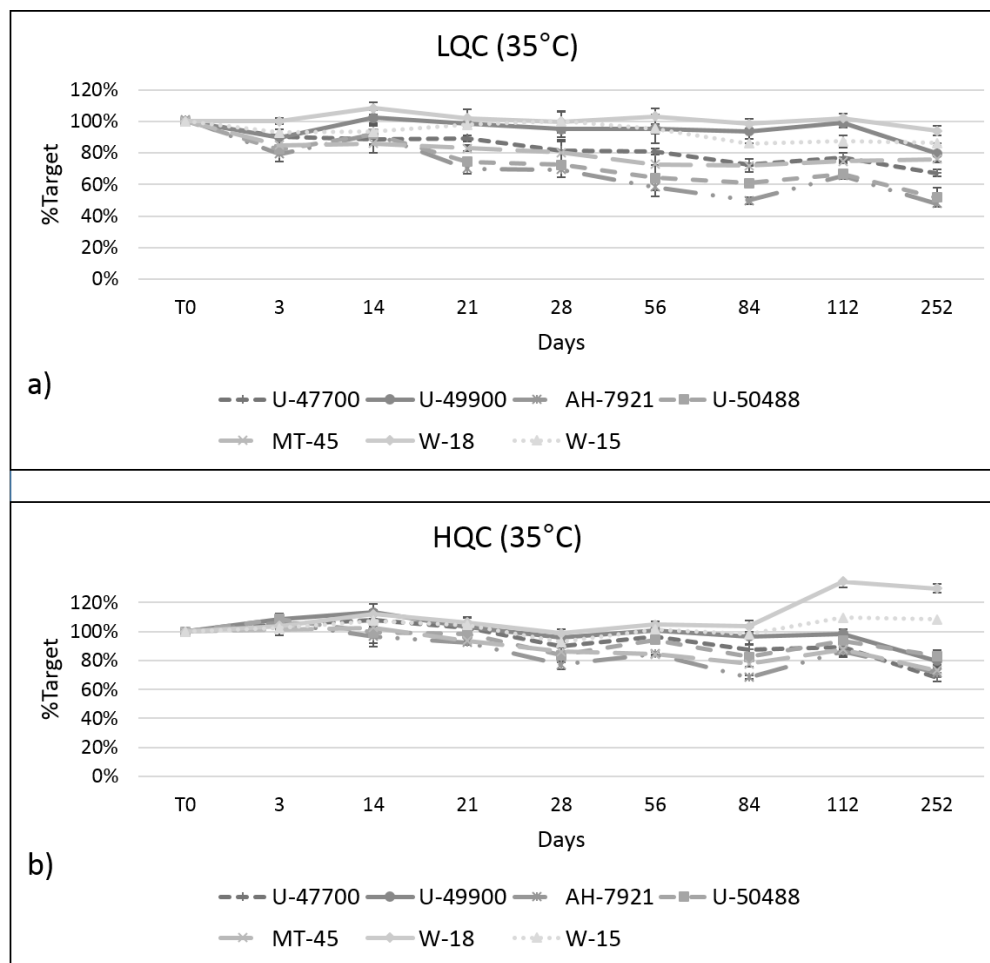 LQC (35°C)
120%
100%
80%
60%
40%
20%
0%
%Target
T0 3 14 21 28 56 84 112 252
Days
a)
U-47700 U-49900 AH-7921 U-50488
MT-45 W-18 W-15
HQC (35°C)
120%
100%
80%
60%
40%
20%
0%
%Target
T0 3 14 21 28 56 84 112 252
Days
b)
U-47700 U-49900 AH-7921 U-50488
MT-45 W-18 W-15